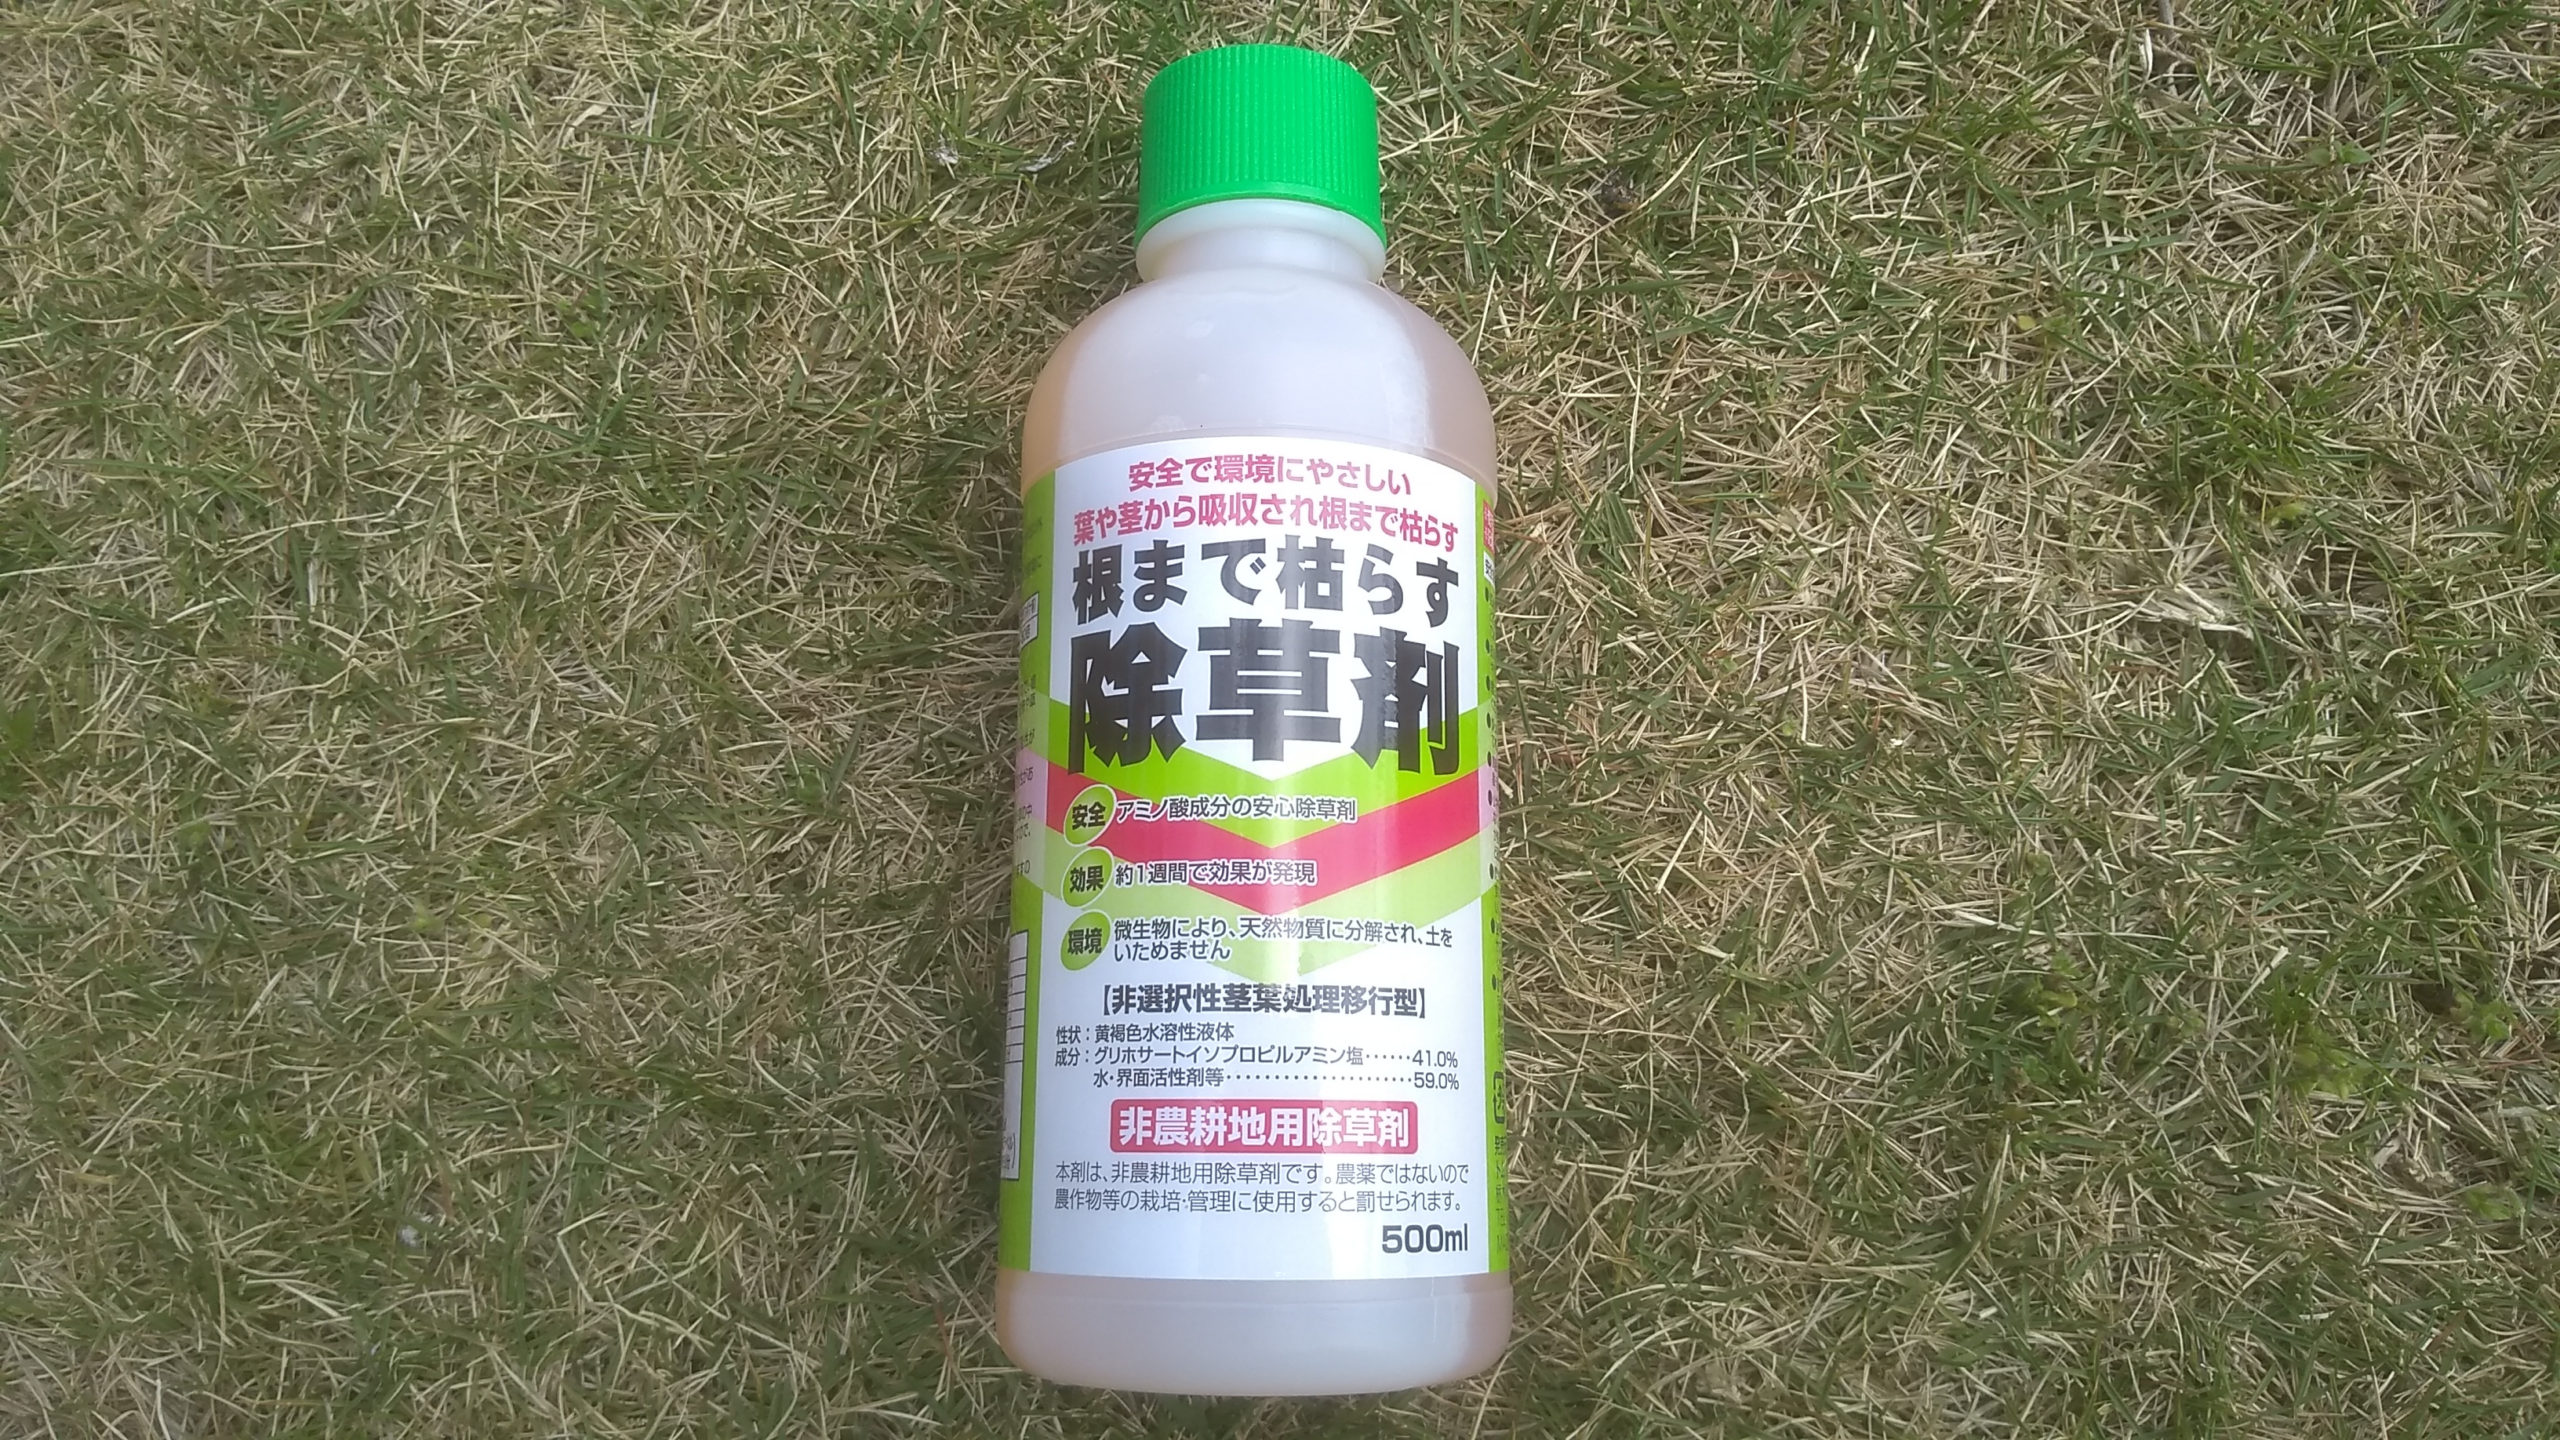 安全で環境にやさしい
葉や茎から吸収され根まで枯らす
根まで枯らす
除草剤
安全 アミノ酸成分の安心除草剤
効果 約1週間で効果が発現
環境 微生物により、天然物質に分解され、土を
いためません
【非選択性茎葉処理移行型】
性状：黄褐色水溶性液体
成分：グリホサートイソプロピルアミン塩……41.0%
水・界面活性剤等……………………59.0%
非農耕地用除草剤
本剤は、非農耕地用除草剤です。農薬ではないので
農作物等の栽培・管理に使用すると罰せられます。
500ml